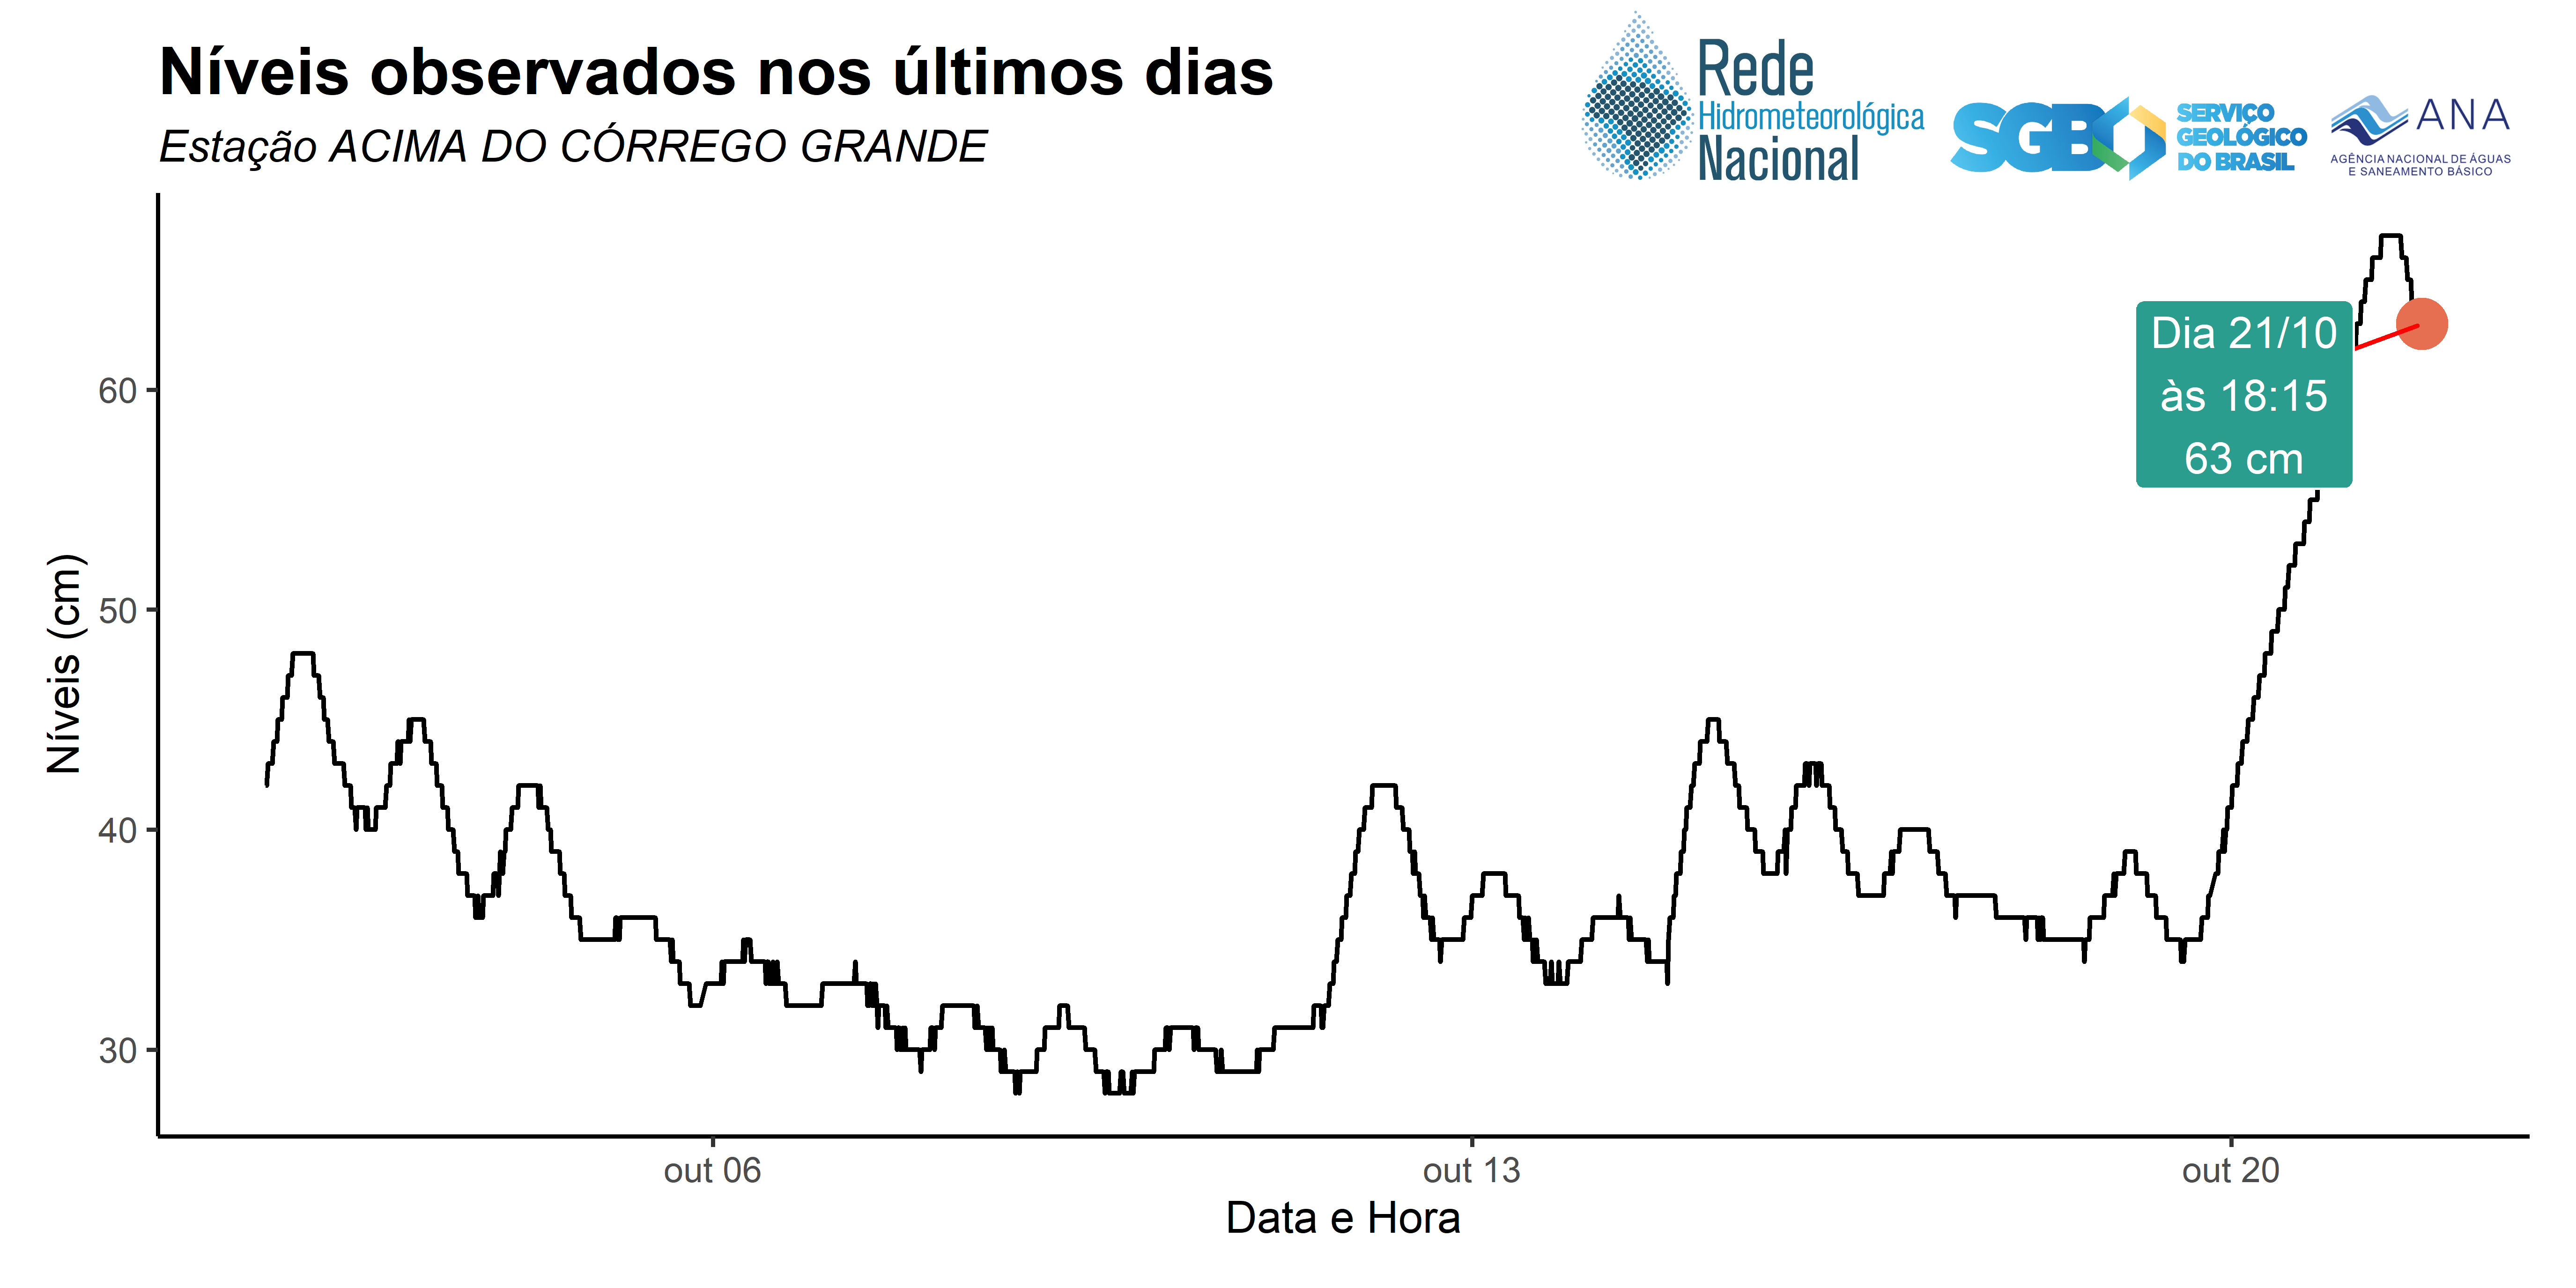 Níveis observados nos últimos dias
Estação ACIMA DO CÓRREGO GRANDE
Rede
Hidrometeorológica
Nacional
SGB
SERVIÇO
GEOLÓGICO
DO BRASIL
ANA
AGÊNCIA NACIONAL DE ÁGUAS
E SANEAMENTO BÁSICO
Dia 21/10
às 18:15
63 cm
Níveis (cm)
60
50
40
30
out 06
out 13
out 20
Data e Hora